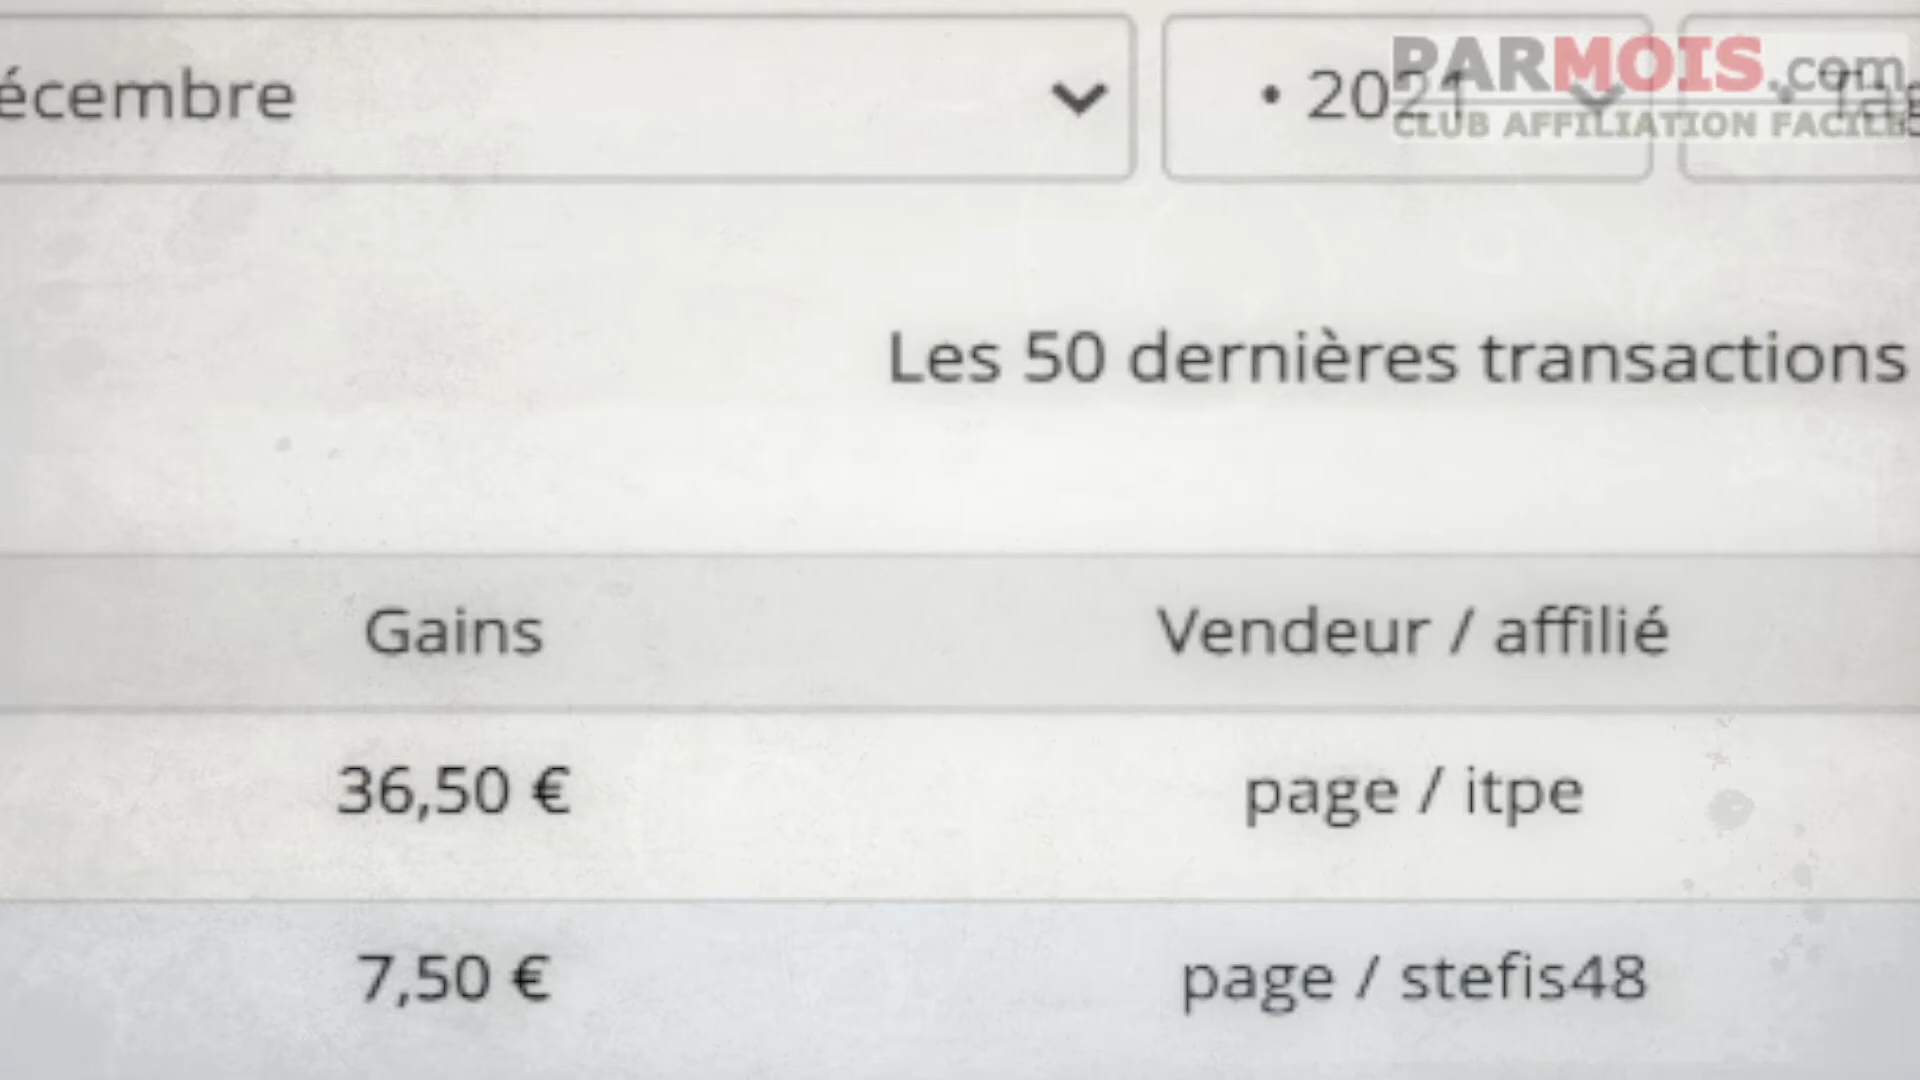 écembre
• 2021
PARMOIS.com
CLUB AFFILIATION FACILE
Les 50 dernières transactions
Gains
Vendeur / affilié
36,50 €
page / itpe
7,50 €
page / stefis48